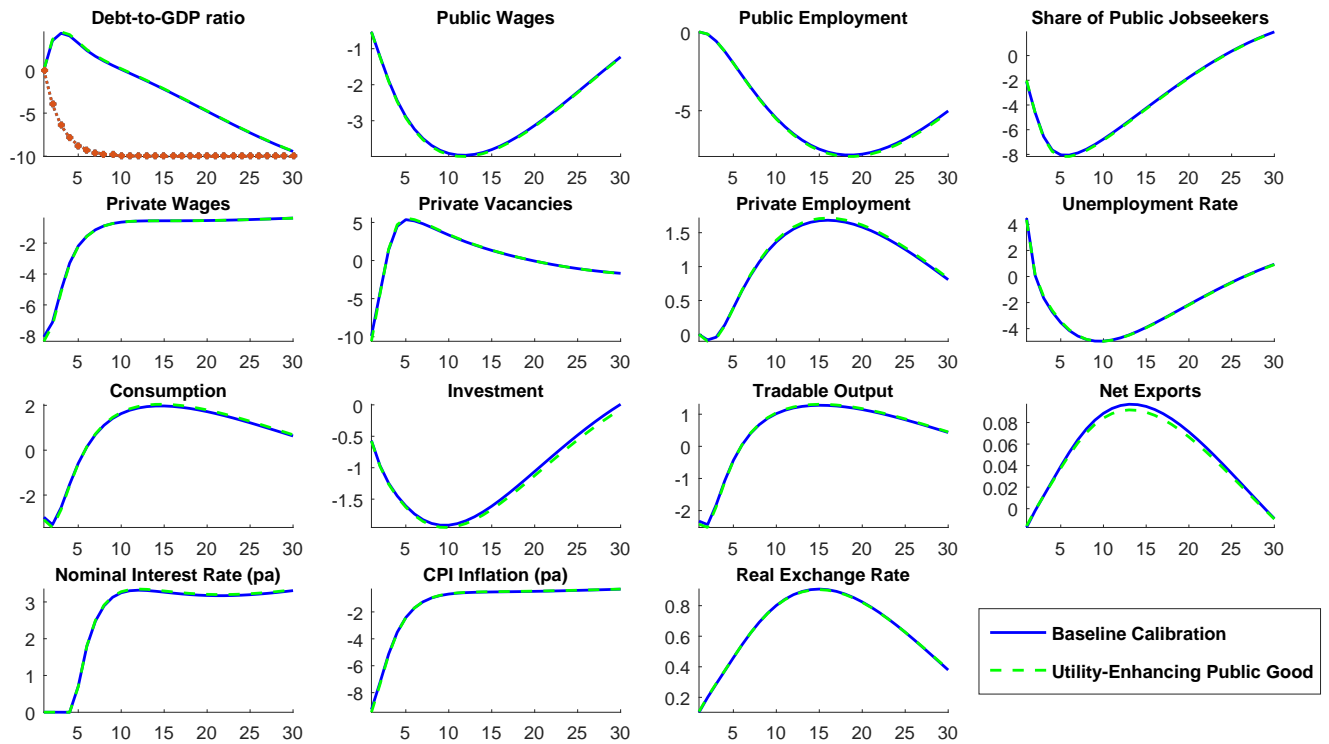 Debt-to-GDP ratio
0
-5
-10
5 10 15 20 25 30
Public Wages
-1
-2
-3
5 10 15 20 25 30
Public Employment
0
-5
5 10 15 20 25 30
Share of Public Jobseekers
0
-2
-4
-6
-8
5 10 15 20 25 30
Private Wages
-2
-4
-6
-8
5 10 15 20 25 30
Private Vacancies
5
0
-5
-10
5 10 15 20 25 30
Private Employment
1.5
1
0.5
0
5 10 15 20 25 30
Unemployment Rate
4
2
0
-2
-4
5 10 15 20 25 30
Consumption
2
0
-2
5 10 15 20 25 30
Investment
0
-0.5
-1
-1.5
5 10 15 20 25 30
Tradable Output
1
0
-1
-2
5 10 15 20 25 30
Net Exports
0.08
0.06
0.04
0.02
0
5 10 15 20 25 30
Nominal Interest Rate (pa)
3
2
1
0
5 10 15 20 25 30
CPI Inflation (pa)
-2
-4
-6
-8
5 10 15 20 25 30
Real Exchange Rate
0.8
0.6
0.4
0.2
5 10 15 20 25 30
Baseline Calibration
Utility-Enhancing Public Good